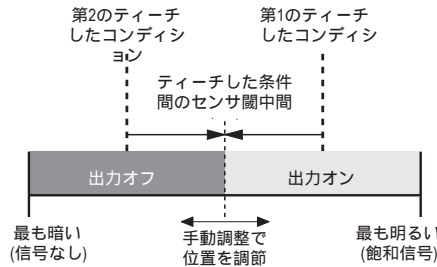 第2のティーチ
したコンディシ
ョン
第1のティーチ
したコンディシ
ティーチした条件
間のセンサ閾中間
出力オフ
出力オン
最も暗い
(信号なし)
手動調整で
位置を調節
最も明るい
(飽和信号)